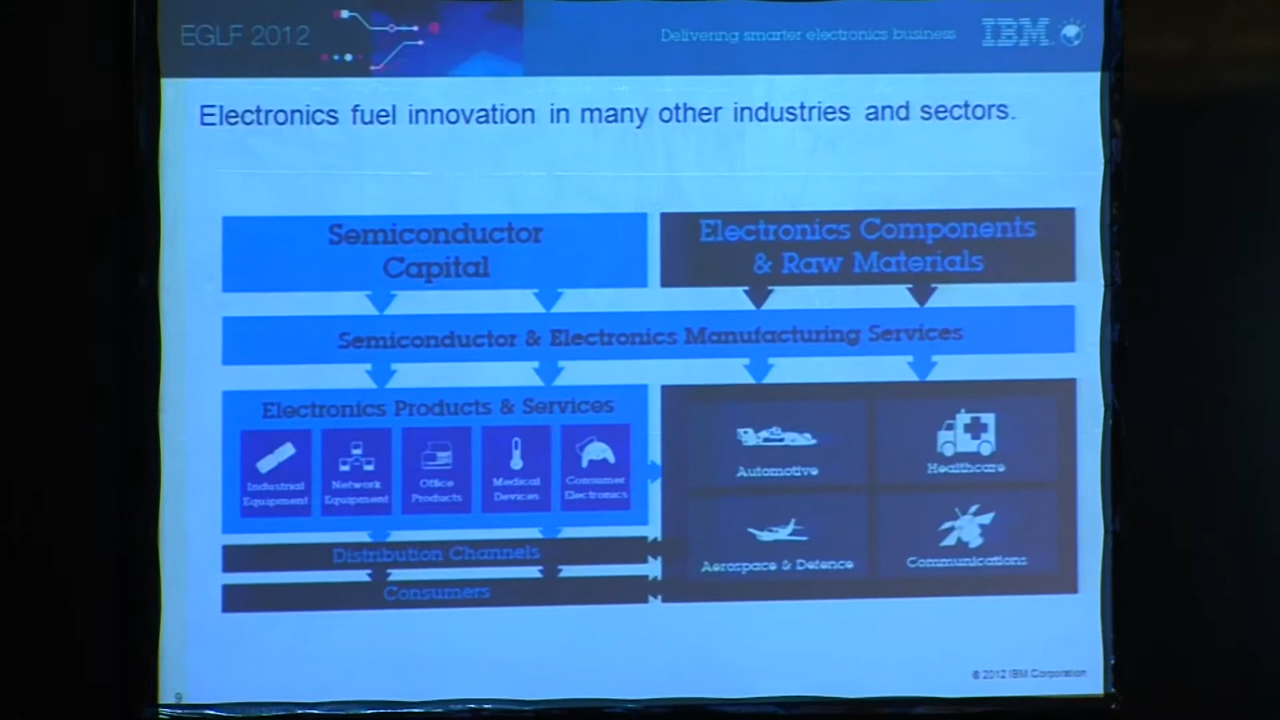 EGLF 2012
Delivering smarter electronics business
IBM
Electronics fuel innovation in many other industries and sectors.
Semiconductor
Capital
Electronics Components
& Raw Materials
Semiconductor & Electronics Manufacturing Services
Electronics Products & Services
Industrial
Equipment
Network
Equipment
Office
Products
Medical
Devices
Consumer
Electronics
Automotive
Healthcare
Aerospace & Defence
Communications
Distribution Channels
Consumers
© 2012 IBM Corporation
9